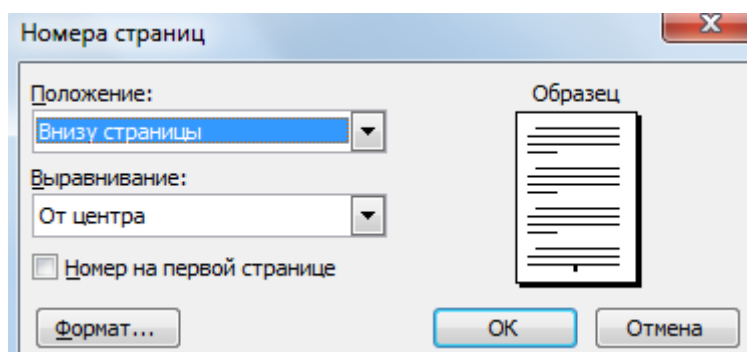 Номера страниц
Положение:
Образец
Внизу страницы
Выравнивание:
От центра
Номер на первой странице
Формат...
ОК
Отмена